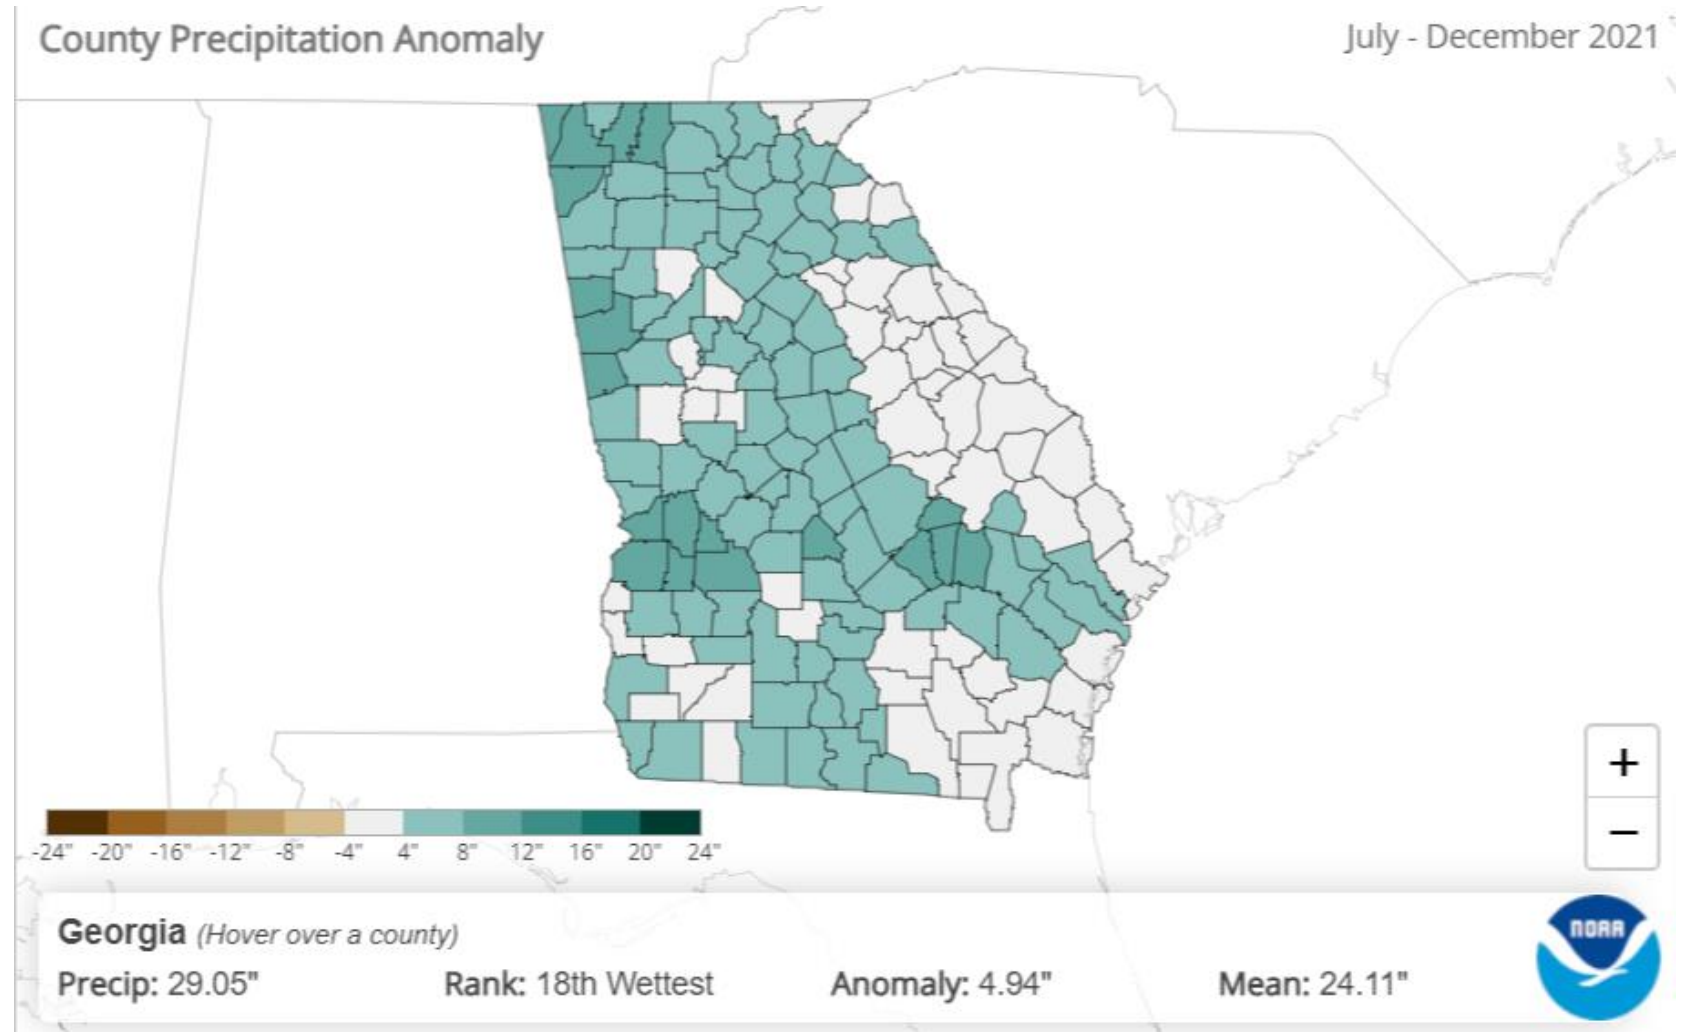 County Precipitation Anomaly
July - December 2021
+
−
-24" -20" -16" -12" -8" -4" 4" 8" 12" 16" 20" 24"
Georgia (Hover over a county)
Precip: 29.05" Rank: 18th Wettest Anomaly: 4.94" Mean: 24.11"
NOAA